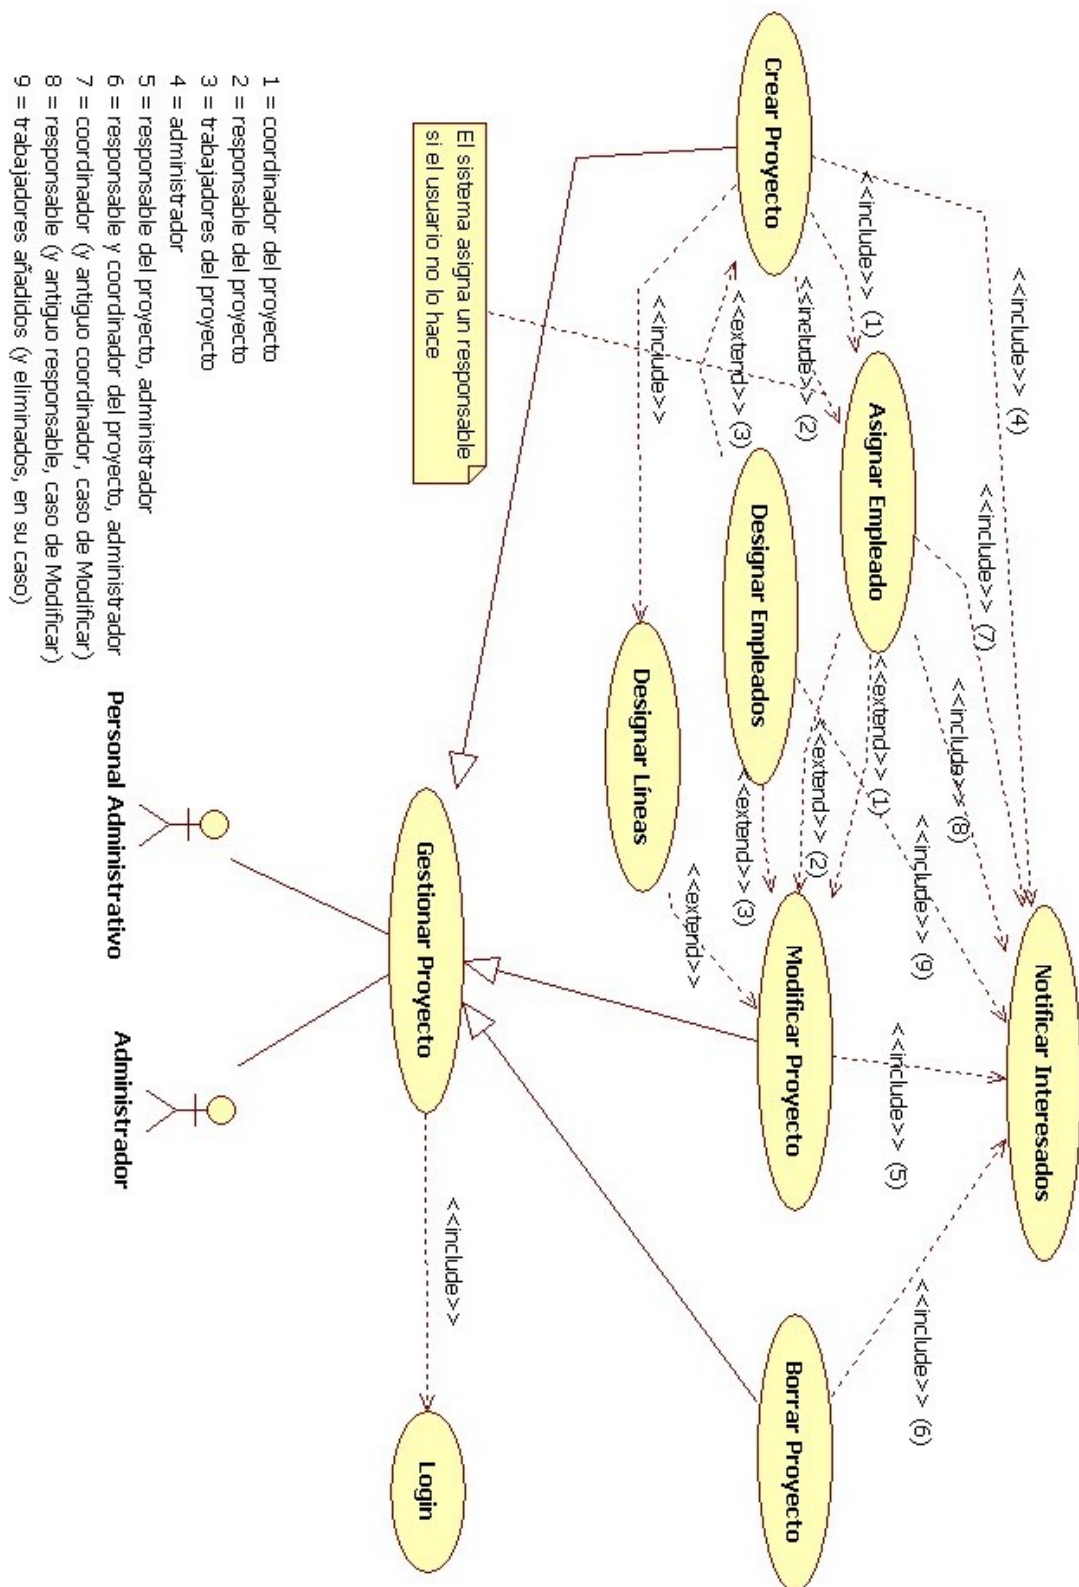 Notificar Interesados
<<include>> (4)
<<include>> (7)
<<include>> (8)
<<include>> (9)
<<include>> (5)
<<include>> (6)
<<include>> (1)
<<include>> (2)
<<extend>> (3)
<<include>>
Asignar Empleado
<<extend>> (1)
<<extend>> (2)
<<extend>> (3)
<<extend>>
Crear Proyecto
Designar Empleados
Modificar Proyecto
Borrar Proyecto
Designar Líneas
El sistema asigna un responsable
si el usuario no lo hace
Gestionar Proyecto
<<include>>
Login
1 = coordinador del proyecto
2 = responsable del proyecto
3 = trabajadores del proyecto
4 = administrador
5 = responsable del proyecto, administrador
6 = responsable y coordinador del proyecto, administrador
7 = coordinador (y antiguo coordinador, caso de Modificar)
8 = responsable (y antiguo responsable, caso de Modificar)
9 = trabajadores añadidos (y eliminados, en su caso)
Personal Administrativo
Administrador